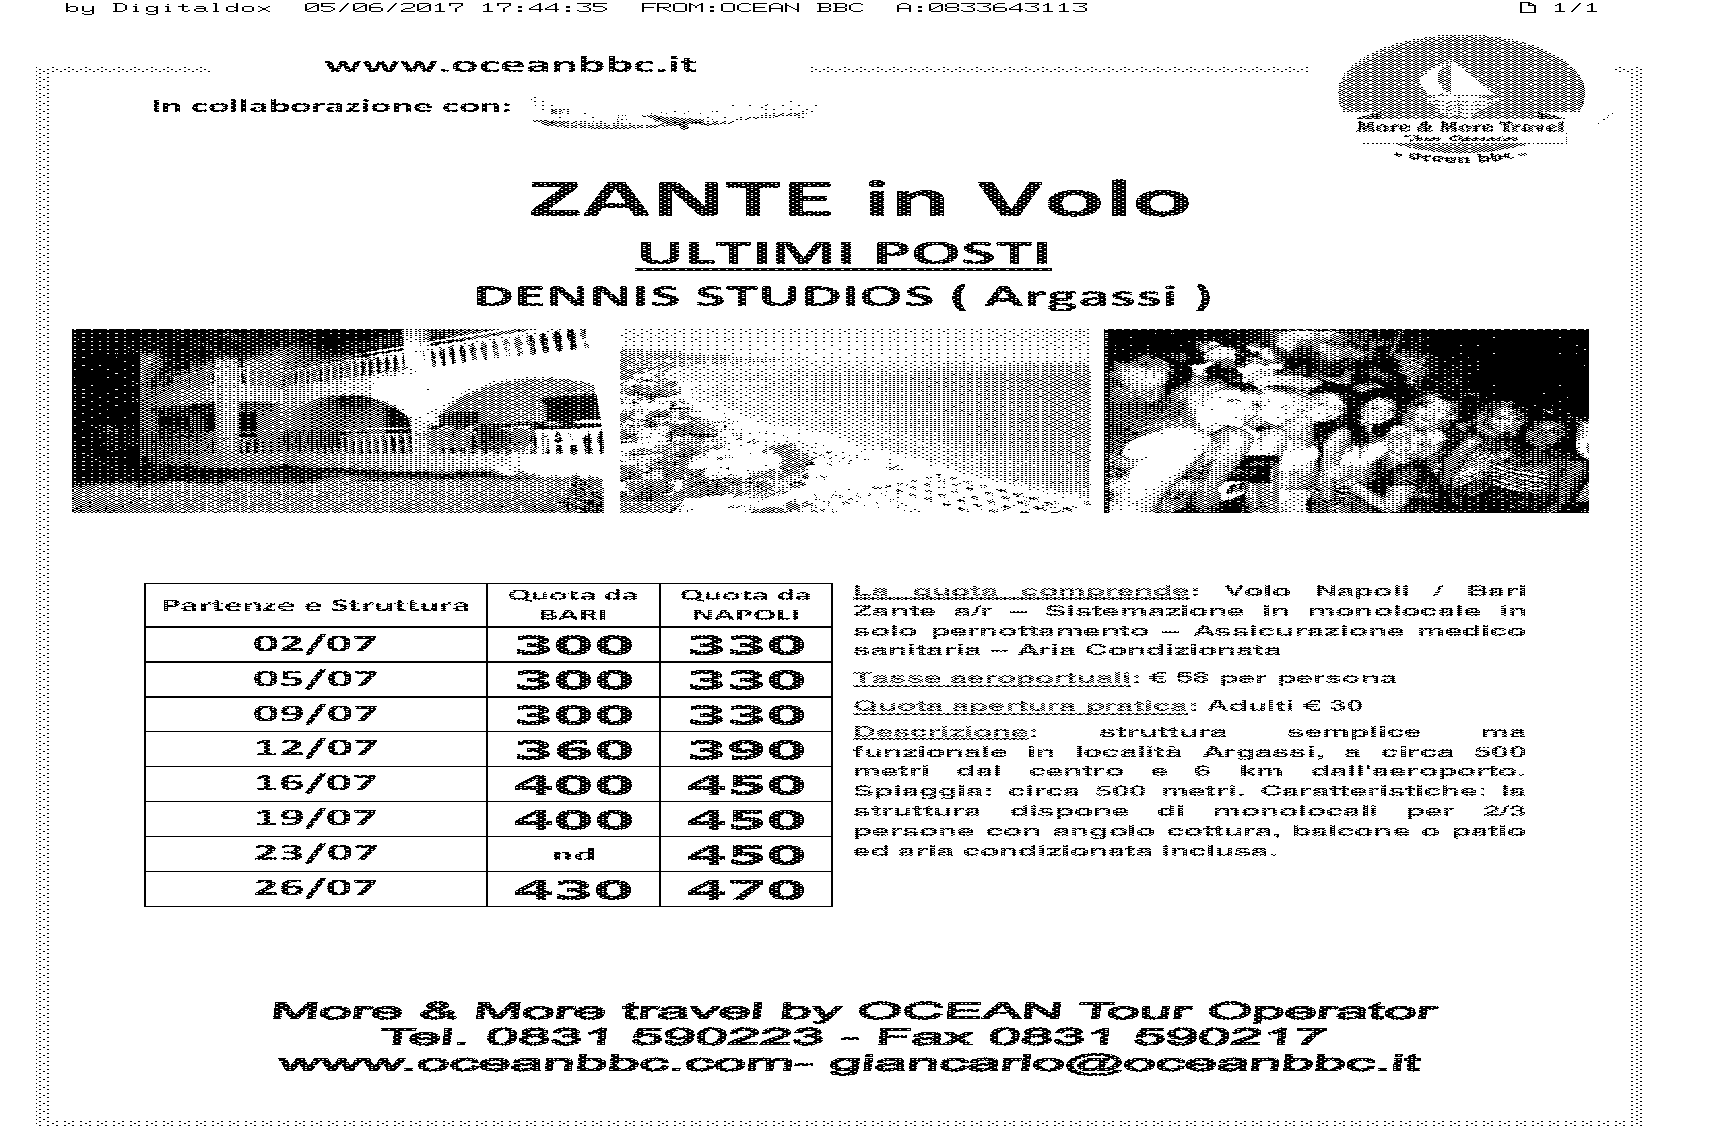 by Digitaldox 05/06/2017 17:44:35 FROM:OCEAN BBC A:0833643113 1/1
www.oceanbbc.it
In collaborazione con:
More & More Travel
ZANTE in Volo
ULTIMI POSTI
DENNIS STUDIOS ( Argassi )
Partenze e Struttura Quota da BARI Quota da NAPOLI
02/07 300 330
05/07 300 330
09/07 300 330
12/07 360 390
16/07 400 450
19/07 400 450
23/07 nd 450
26/07 430 470
La quota comprende: Volo Napoli / Bari
Zante a/r – Sistemazione in monolocale in
solo pernottamento – Assicurazione medico
sanitaria – Aria Condizionata
Tasse aeroportuali: € 58 per persona
Quota apertura pratica: Adulti € 30
Descrizione: struttura semplice ma
funzionale in località Argassi, a circa 500
metri dal centro e 6 km dall'aeroporto.
Spiaggia: circa 500 metri. Caratteristiche: la
struttura dispone di monolocali per 2/3
persone con angolo cottura, balcone o patio
ed aria condizionata inclusa.
More & More travel by OCEAN Tour Operator
Tel. 0831 590223 - Fax 0831 590217
www.oceanbbc.com– giancarlo@oceanbbc.it